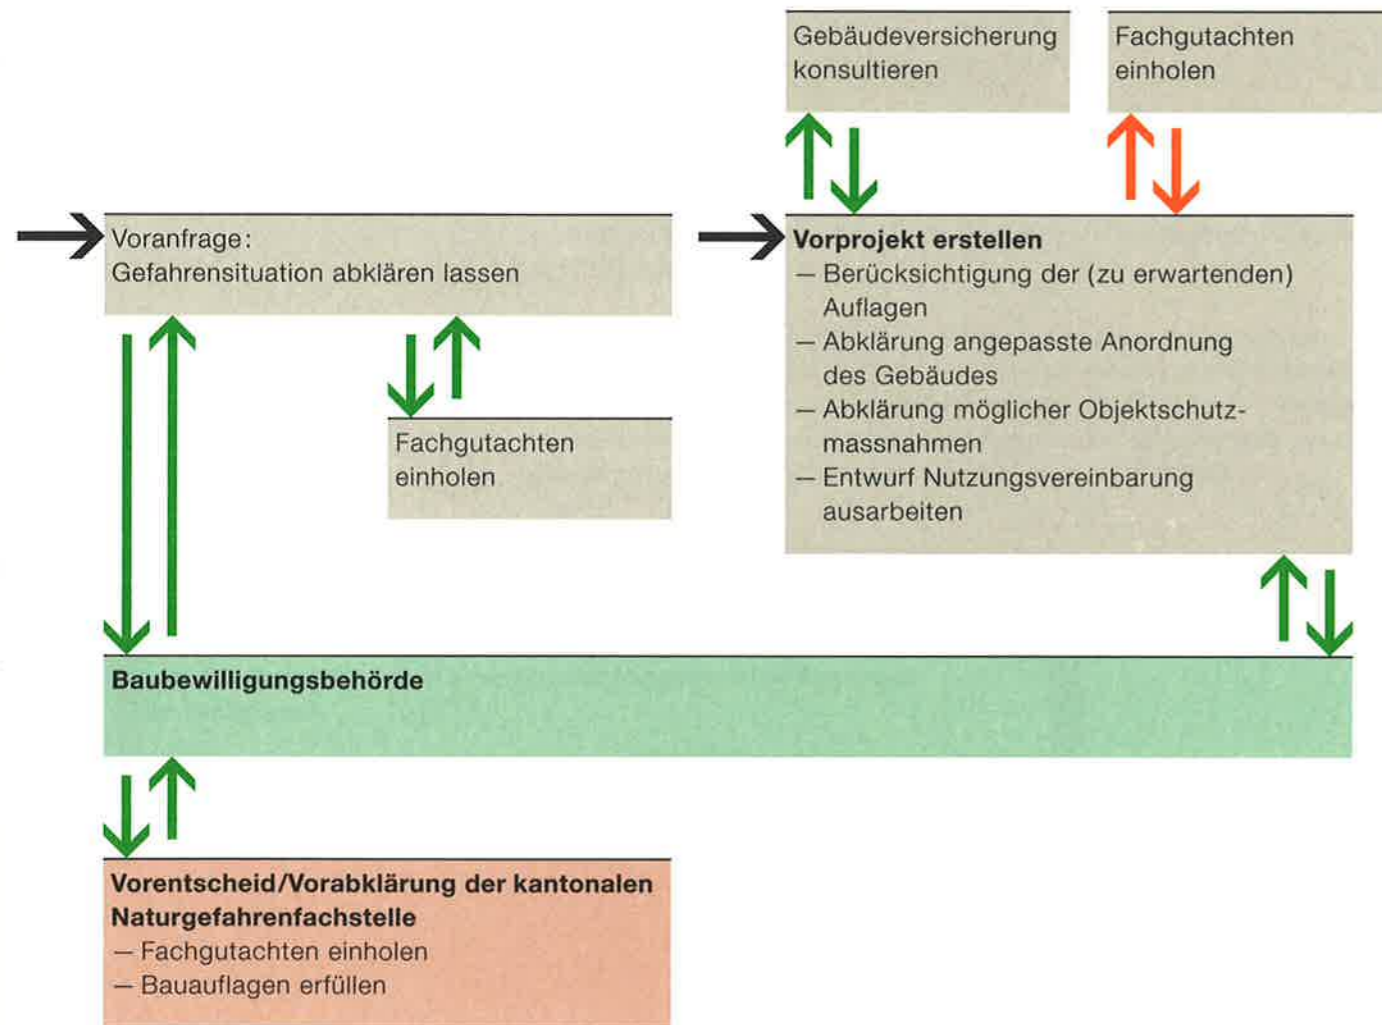 Gebäudeversicherung
konsultieren
Fachgutachten
einholen
Voranfrage:
Gefahrensituation abklären lassen
Fachgutachten
einholen
Vorprojekt erstellen
— Berücksichtigung der (zu erwartenden)
Auflagen
— Abklärung angepasste Anordnung
des Gebäudes
— Abklärung möglicher Objektschutz-
massnahmen
— Entwurf Nutzungsvereinbarung
ausarbeiten
Baubewilligungsbehörde
Vorentscheid/Vorabklärung der kantonalen
Naturgefahrenfachstelle
— Fachgutachten einholen
— Bauauflagen erfüllen